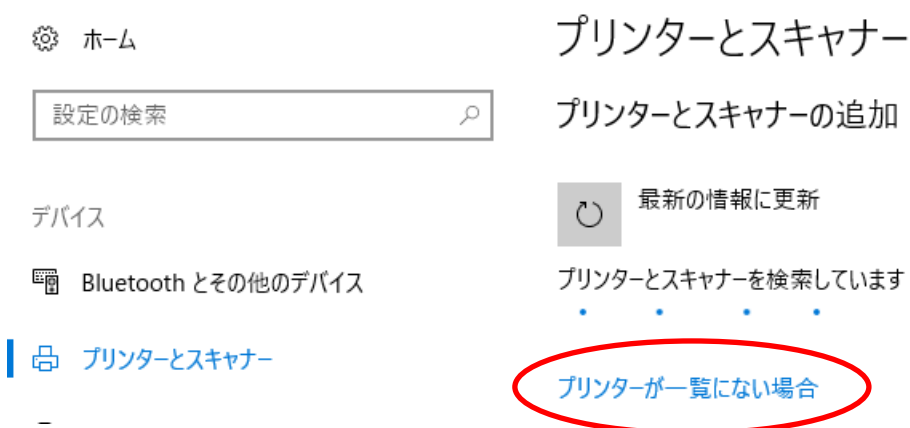 ホーム
設定の検索
デバイス
Bluetooth とその他のデバイス
プリンターとスキャナー
プリンターとスキャナー
プリンターとスキャナーの追加
最新の情報に更新
プリンターとスキャナーを検索しています
プリンターが一覧にない場合